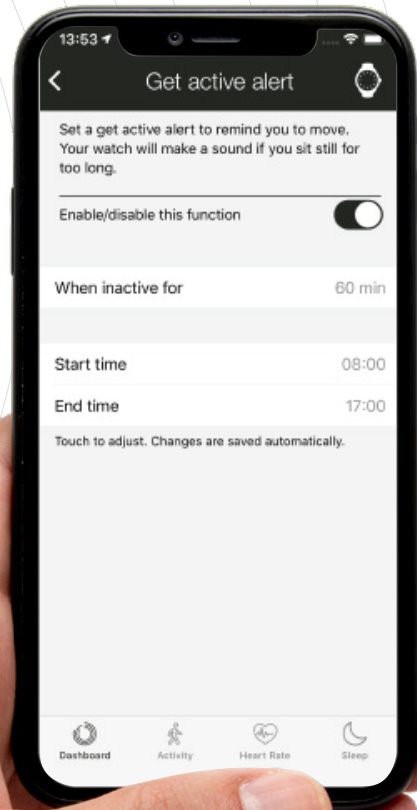 13:53
Get active alert
Set a get active alert to remind you to move.
Your watch will make a sound if you sit still for
too long.
Enable/disable this function
When inactive for 60 min
Start time 08:00
End time 17:00
Touch to adjust. Changes are saved automatically.
Dashboard Activity Heart Rate Sleep